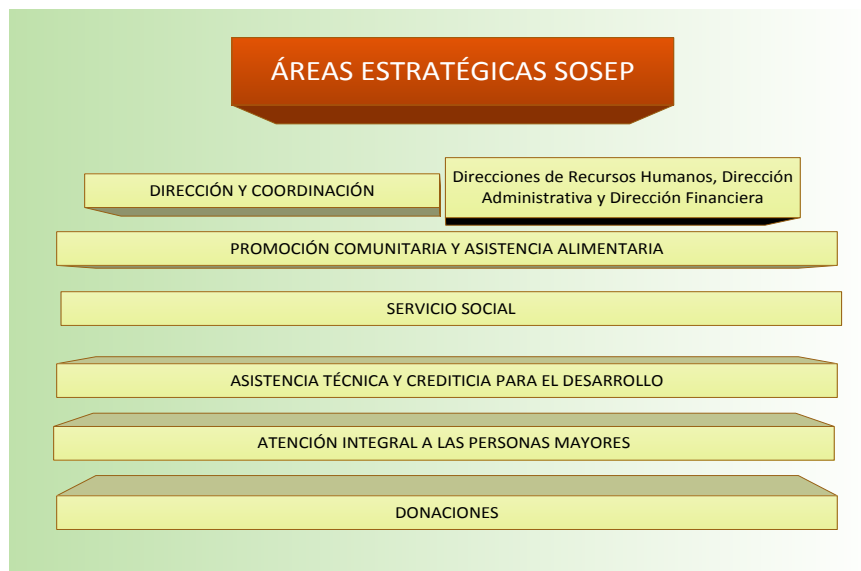 ÁREAS ESTRATÉGICAS SOSEP
DIRECCIÓN Y COORDINACIÓN
Direcciones de Recursos Humanos, Dirección
Administrativa y Dirección Financiera
PROMOCIÓN COMUNITARIA Y ASISTENCIA ALIMENTARIA
SERVICIO SOCIAL
ASISTENCIA TÉCNICA Y CREDITICIA PARA EL DESARROLLO
ATENCIÓN INTEGRAL A LAS PERSONAS MAYORES
DONACIONES